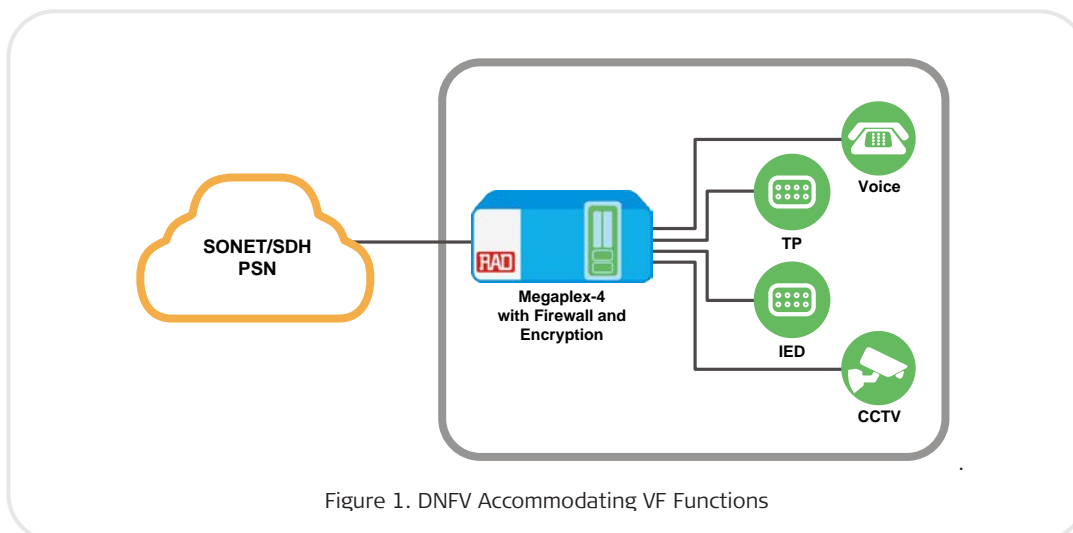 SONET/SDH
PSN
RAD
Megaplex-4
with Firewall and
Encryption
Voice
TP
IED
CCTV
.
Figure 1. DNFV Accommodating VF Functions